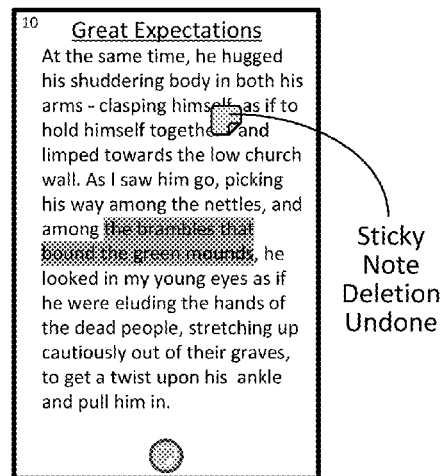 10
Great Expectations
At the same time, he hugged
his shuddering body in both his
arms - clasping himself, as if to
hold himself together and
limped towards the low church
wall. As I saw him go, picking
his way among the nettles, and
among the brambles that
bound the green mounds, he
looked in my young eyes as if
he were eluding the hands of
the dead people, stretching up
cautiously out of their graves,
to get a twist upon his ankle
and pull him in.
Sticky
Note
Deletion
Undone